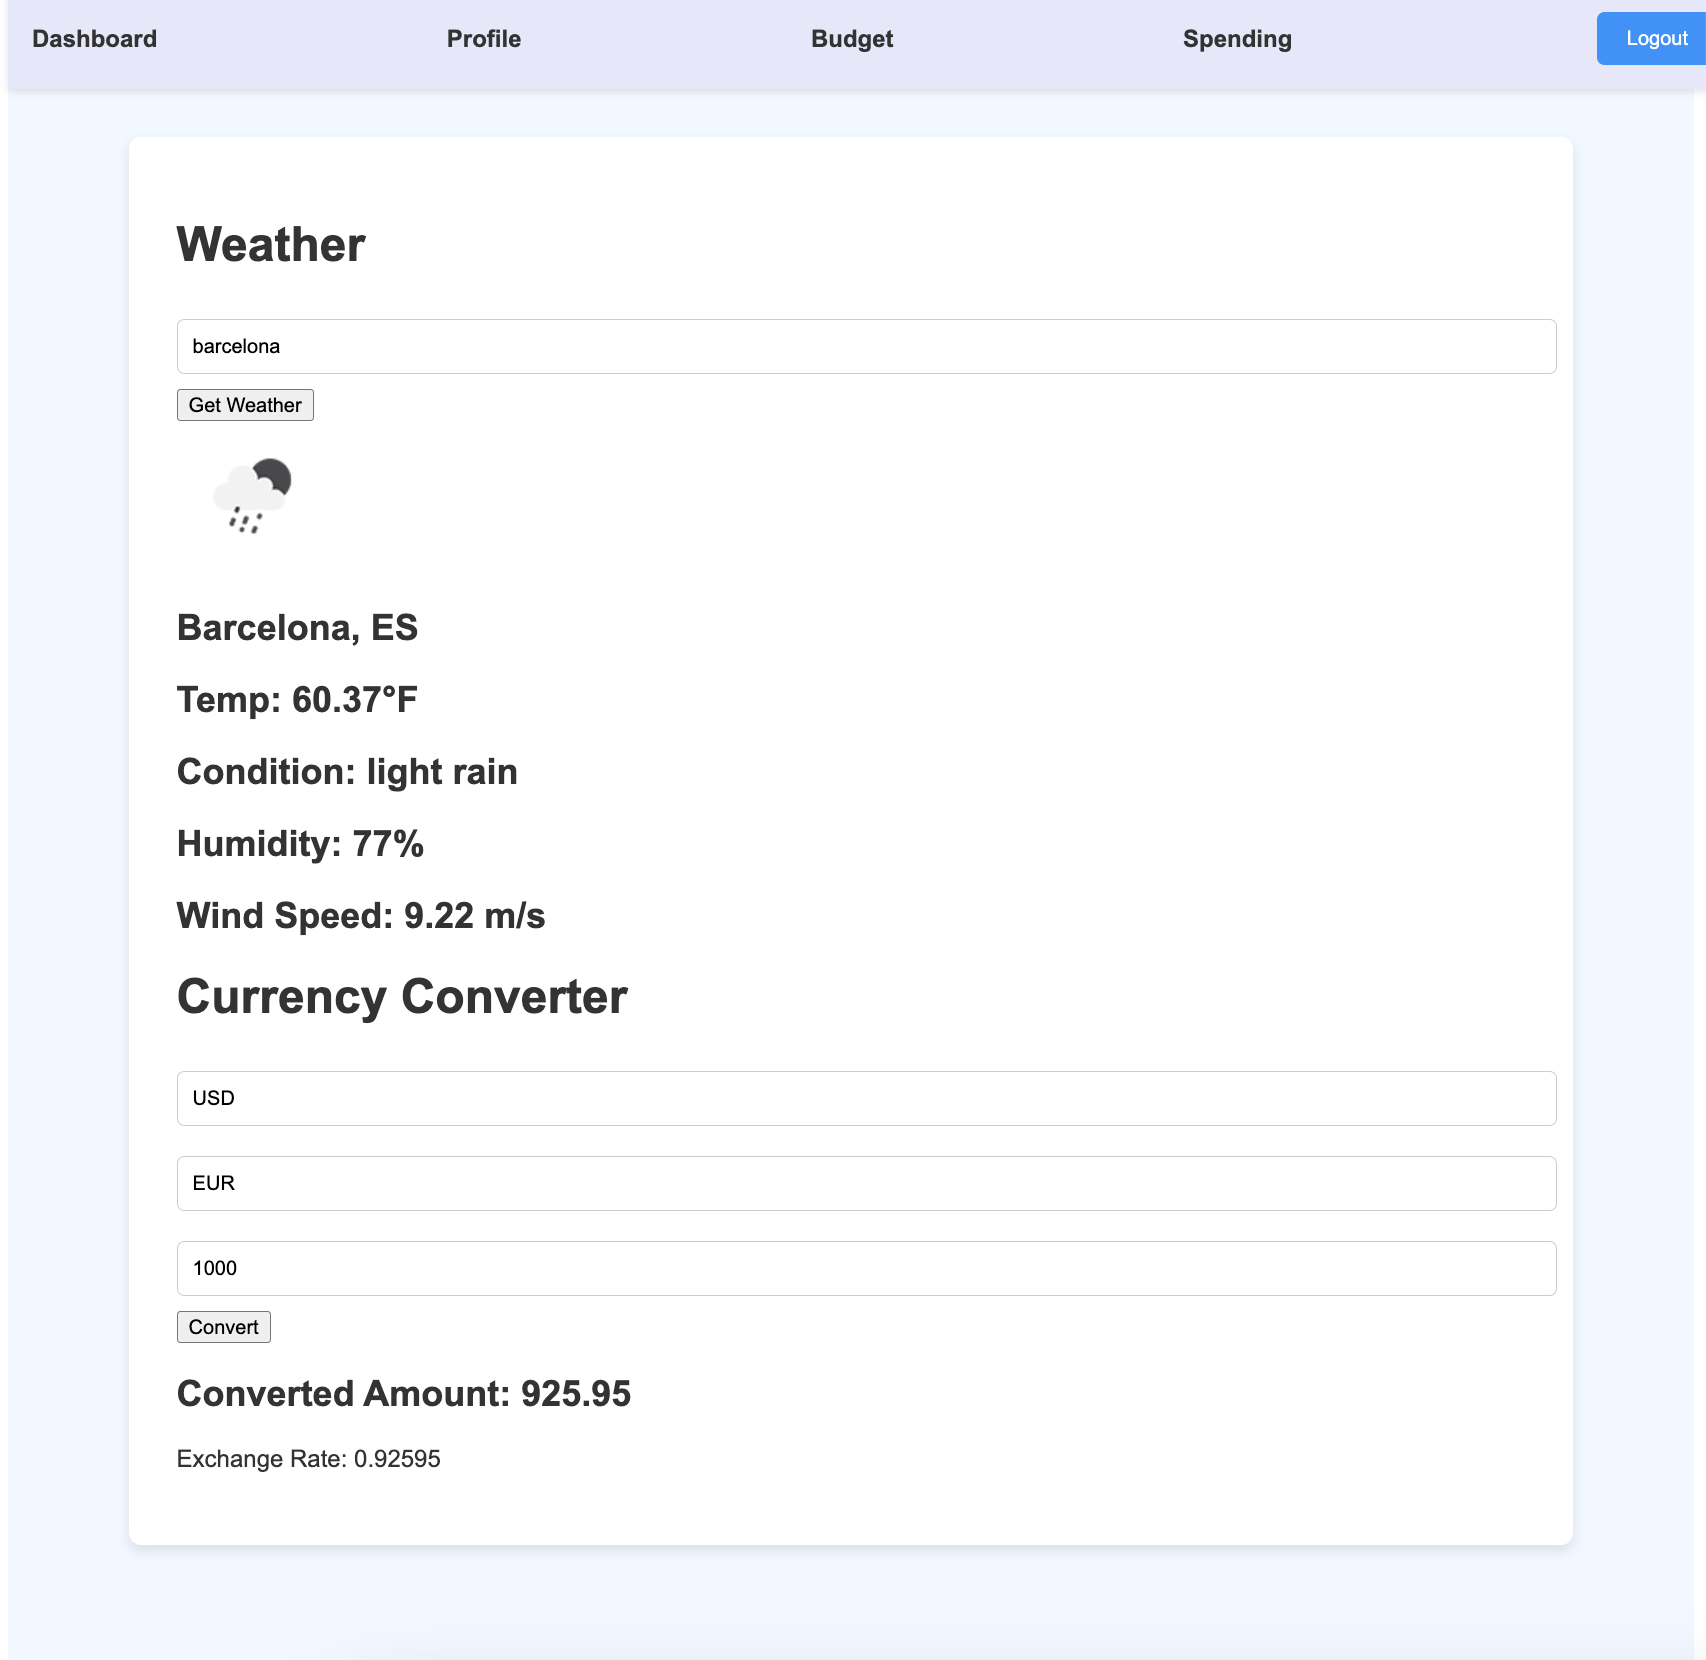 Dashboard Profile Budget Spending Logout
Weather
barcelona
Get Weather
Barcelona, ES
Temp: 60.37°F
Condition: light rain
Humidity: 77%
Wind Speed: 9.22 m/s
Currency Converter
USD
EUR
1000
Convert
Converted Amount: 925.95
Exchange Rate: 0.92595